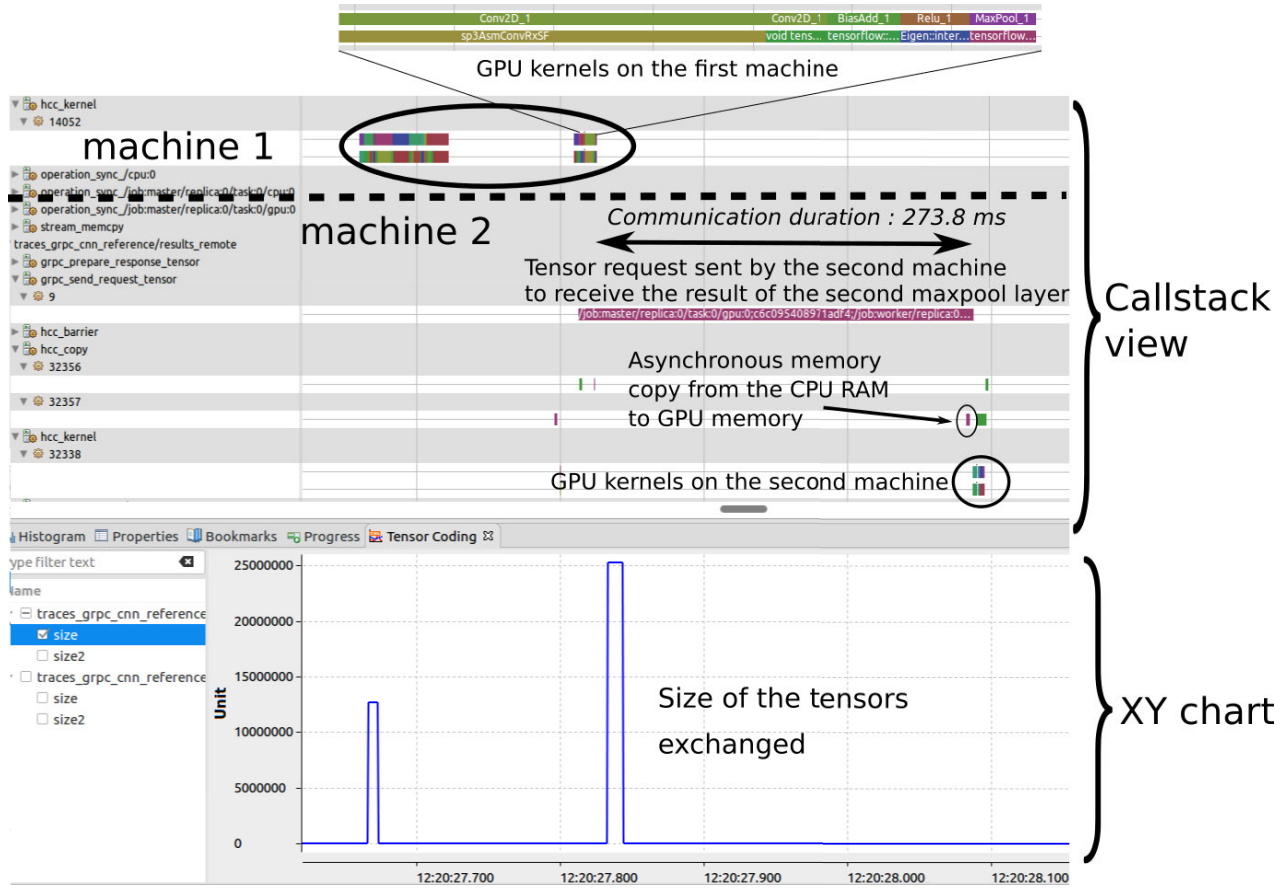 Conv2D_1 Conv2D_1 BiasAdd_1 Relu_1 MaxPool_1
sp3AsmConvRxSF void tens... tensorflow::... Eigen::inter... tensorflow...
GPU kernels on the first machine
hcc_kernel
14052
machine 1
operation_sync_/cpu:0
operation_sync_/job:master/replica:0/task:0/cpu:0
operation_sync_/job:master/replica:0/task:0/gpu:0
machine 2
Communication duration : 273.8 ms
stream_memcpy
traces_grpc_cnn_reference/results_remote
grpc_prepare_response_tensor
grpc_send_request_tensor
9
Tensor request sent by the second machine
to receive the result of the second maxpool layer
/job:master/replica:0/task:0/gpu:0;c6c095408971adf4;/job:worker/replica:0...
Callstack
view
hcc_barrier
hcc_copy
32356
32357
Asynchronous memory
copy from the CPU RAM
to GPU memory
hcc_kernel
32338
GPU kernels on the second machine
Histogram Properties Bookmarks Progress Tensor Coding
ype filter text
lame
traces_grpc_cnn_reference
size
size2
traces_grpc_cnn_reference
size
size2
Unit
25000000
20000000
15000000
10000000
5000000
0
Size of the tensors
exchanged
XY chart
12:20:27.700 12:20:27.800 12:20:27.900 12:20:28.000 12:20:28.100